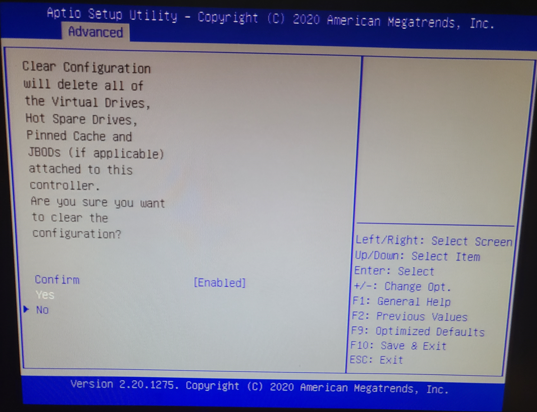 Aptio Setup Utility - Copyright (C) 2020 American Megatrends, Inc.
Advanced
Clear Configuration
will delete all of
the Virtual Drives,
Hot Spare Drives,
Pinned Cache and
JBODs (if applicable)
attached to this
controller.
Are you sure you want
to clear the
configuration?
Confirm [Enabled]
Yes
No
Left/Right: Select Screen
Up/Down: Select Item
Enter: Select
+/-: Change Opt.
F1: General Help
F2: Previous Values
F9: Optimized Defaults
F10: Save & Exit
ESC: Exit
Version 2.20.1275. Copyright (C) 2020 American Megatrends, Inc.